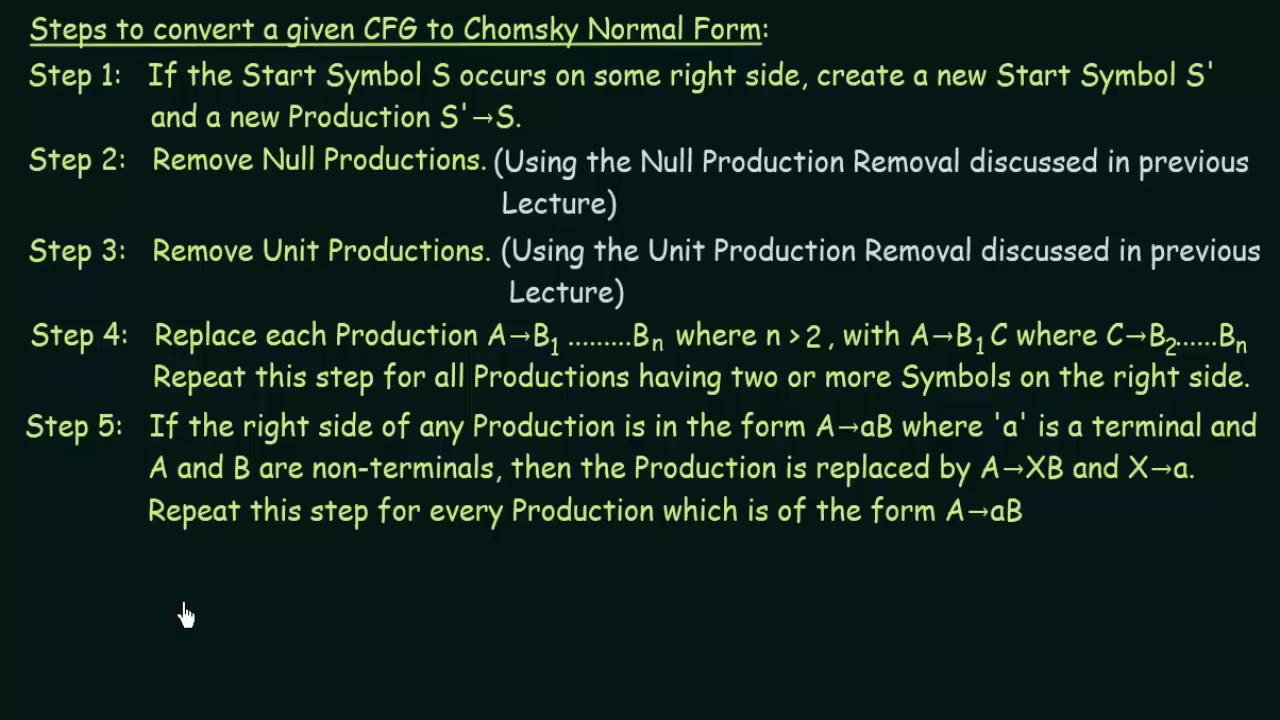 Steps to convert a given CFG to Chomsky Normal Form:
Step 1: If the Start Symbol S occurs on some right side, create a new Start Symbol S'
and a new Production S'→S.
Step 2: Remove Null Productions. (Using the Null Production Removal discussed in previous
Lecture)
Step 3: Remove Unit Productions. (Using the Unit Production Removal discussed in previous
Lecture)
Step 4: Replace each Production A→B₁ .........Bₙ where n > 2 , with A→B₁ C where C→B₂......Bₙ
Repeat this step for all Productions having two or more Symbols on the right side.
Step 5: If the right side of any Production is in the form A→aB where 'a' is a terminal and
A and B are non-terminals, then the Production is replaced by A→XB and X→a.
Repeat this step for every Production which is of the form A→aB